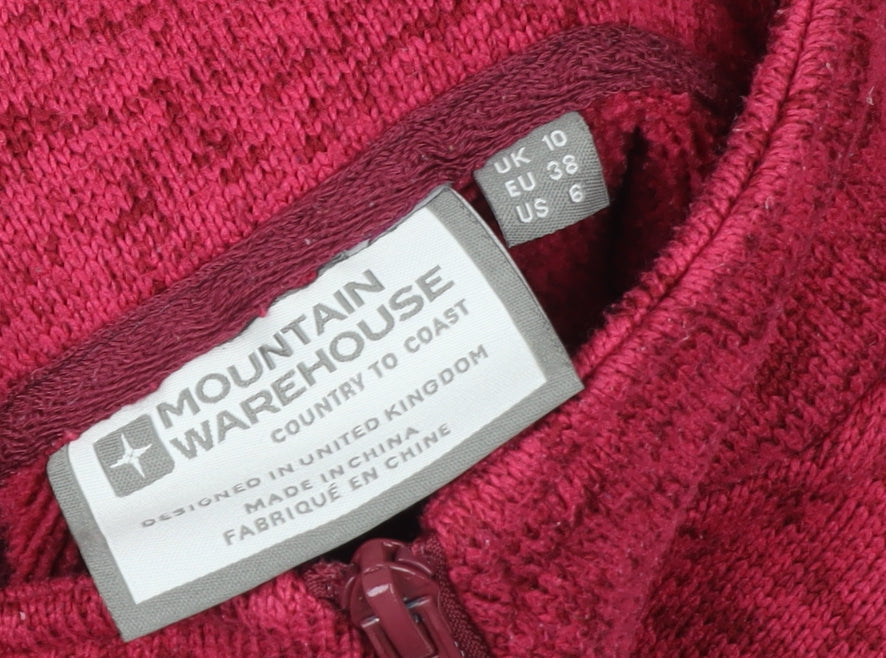 UK 10
EU 38
US 6
MOUNTAIN
WAREHOUSE
COUNTRY TO COAST
DESIGNED IN UNITED KINGDOM
MADE IN CHINA
FABRIQUÉ EN CHINE